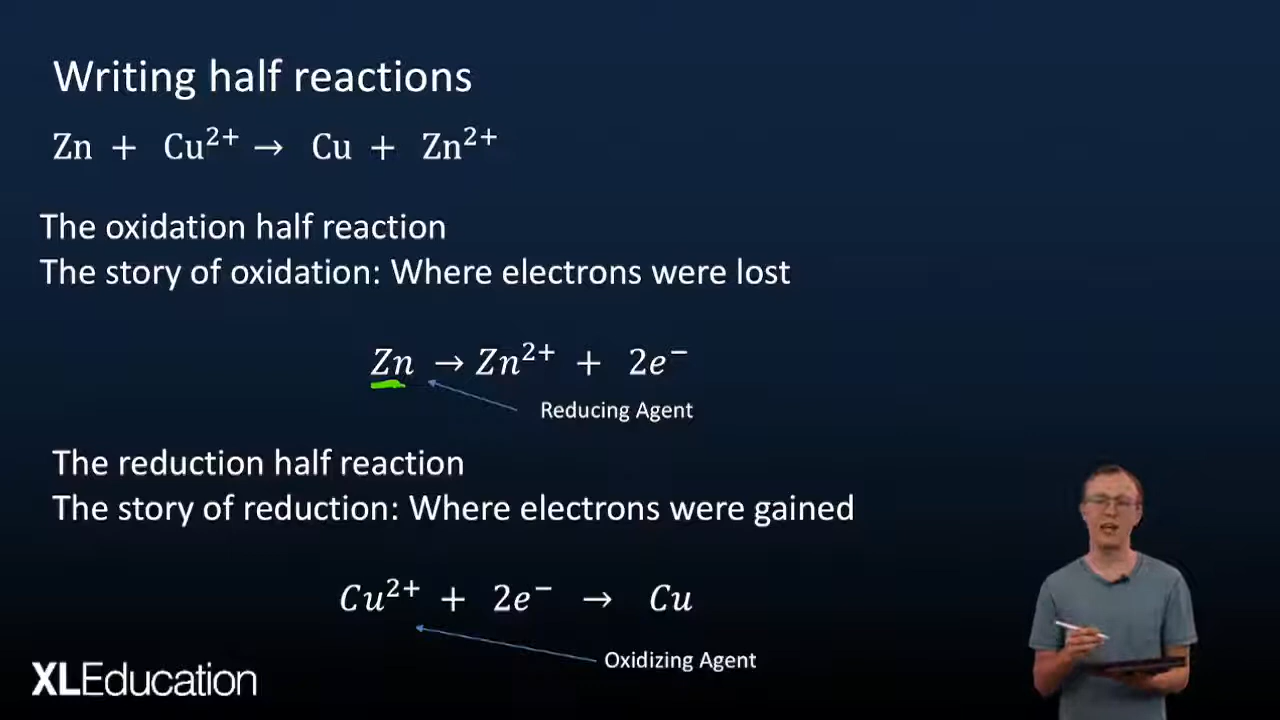 Writing half reactions
Zn + Cu²⁺ → Cu + Zn²⁺
The oxidation half reaction
The story of oxidation: Where electrons were lost
Zn → Zn²⁺ + 2e⁻
Reducing Agent
The reduction half reaction
The story of reduction: Where electrons were gained
Cu²⁺ + 2e⁻ → Cu
Oxidizing Agent
XLEducation